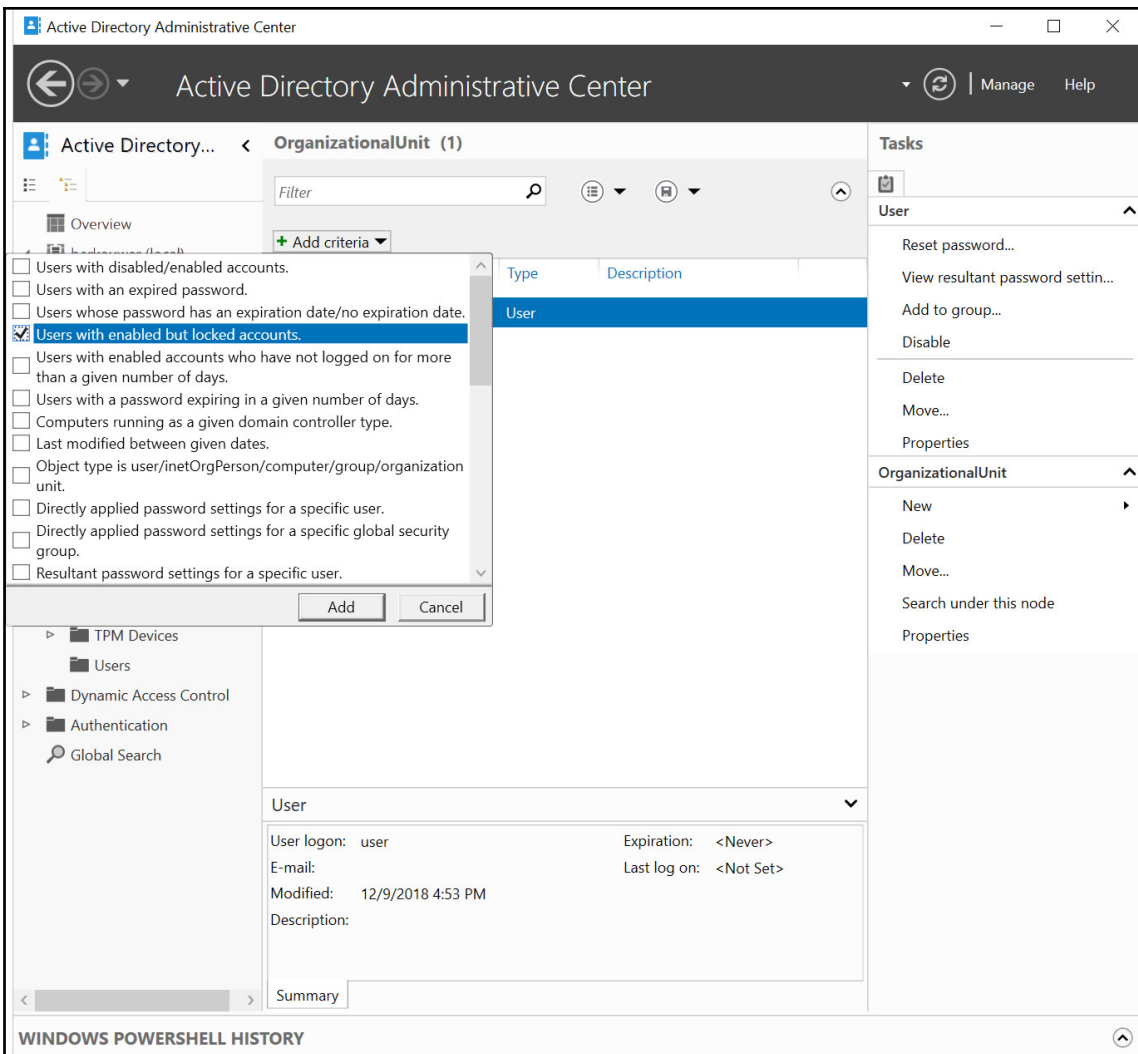 Active Directory Administrative Center
Active Directory Administrative Center
Manage
Help
Active Directory...
OrganizationalUnit (1)
Tasks
Filter
Overview
User
Add criteria
Reset password...
View resultant password settin...
Add to group...
Disable
Delete
Move...
Properties
OrganizationalUnit
New
Delete
Move...
Search under this node
Properties
Type
Description
User
Users with disabled/enabled accounts.
Users with an expired password.
Users whose password has an expiration date/no expiration date.
Users with enabled but locked accounts.
Users with enabled accounts who have not logged on for more
than a given number of days.
Users with a password expiring in a given number of days.
Computers running as a given domain controller type.
Last modified between given dates.
Object type is user/inetOrgPerson/computer/group/organization
unit.
Directly applied password settings for a specific user.
Directly applied password settings for a specific global security
group.
Resultant password settings for a specific user.
Add
Cancel
TPM Devices
Users
Dynamic Access Control
Authentication
Global Search
User
User logon: user
Expiration: <Never>
E-mail:
Last log on: <Not Set>
Modified: 12/9/2018 4:53 PM
Description:
Summary
WINDOWS POWERSHELL HISTORY